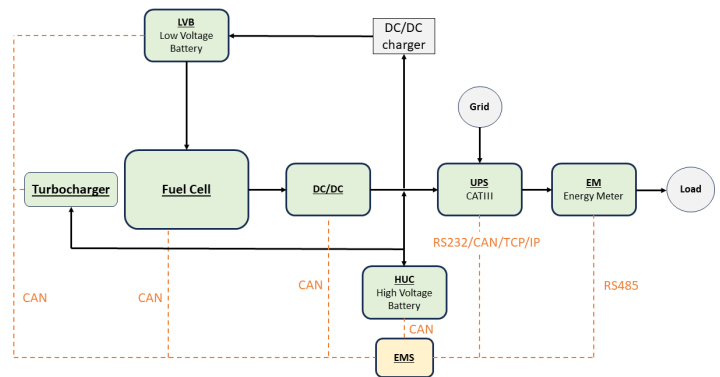 LVB
Low Voltage
Battery
DC/DC
charger
Grid
Turbocharger
Fuel Cell
DC/DC
UPS
CATIII
EM
Energy Meter
Load
RS232/CAN/TCP/IP
HUC
High Voltage
Battery
CAN
CAN
CAN
RS485
CAN
EMS